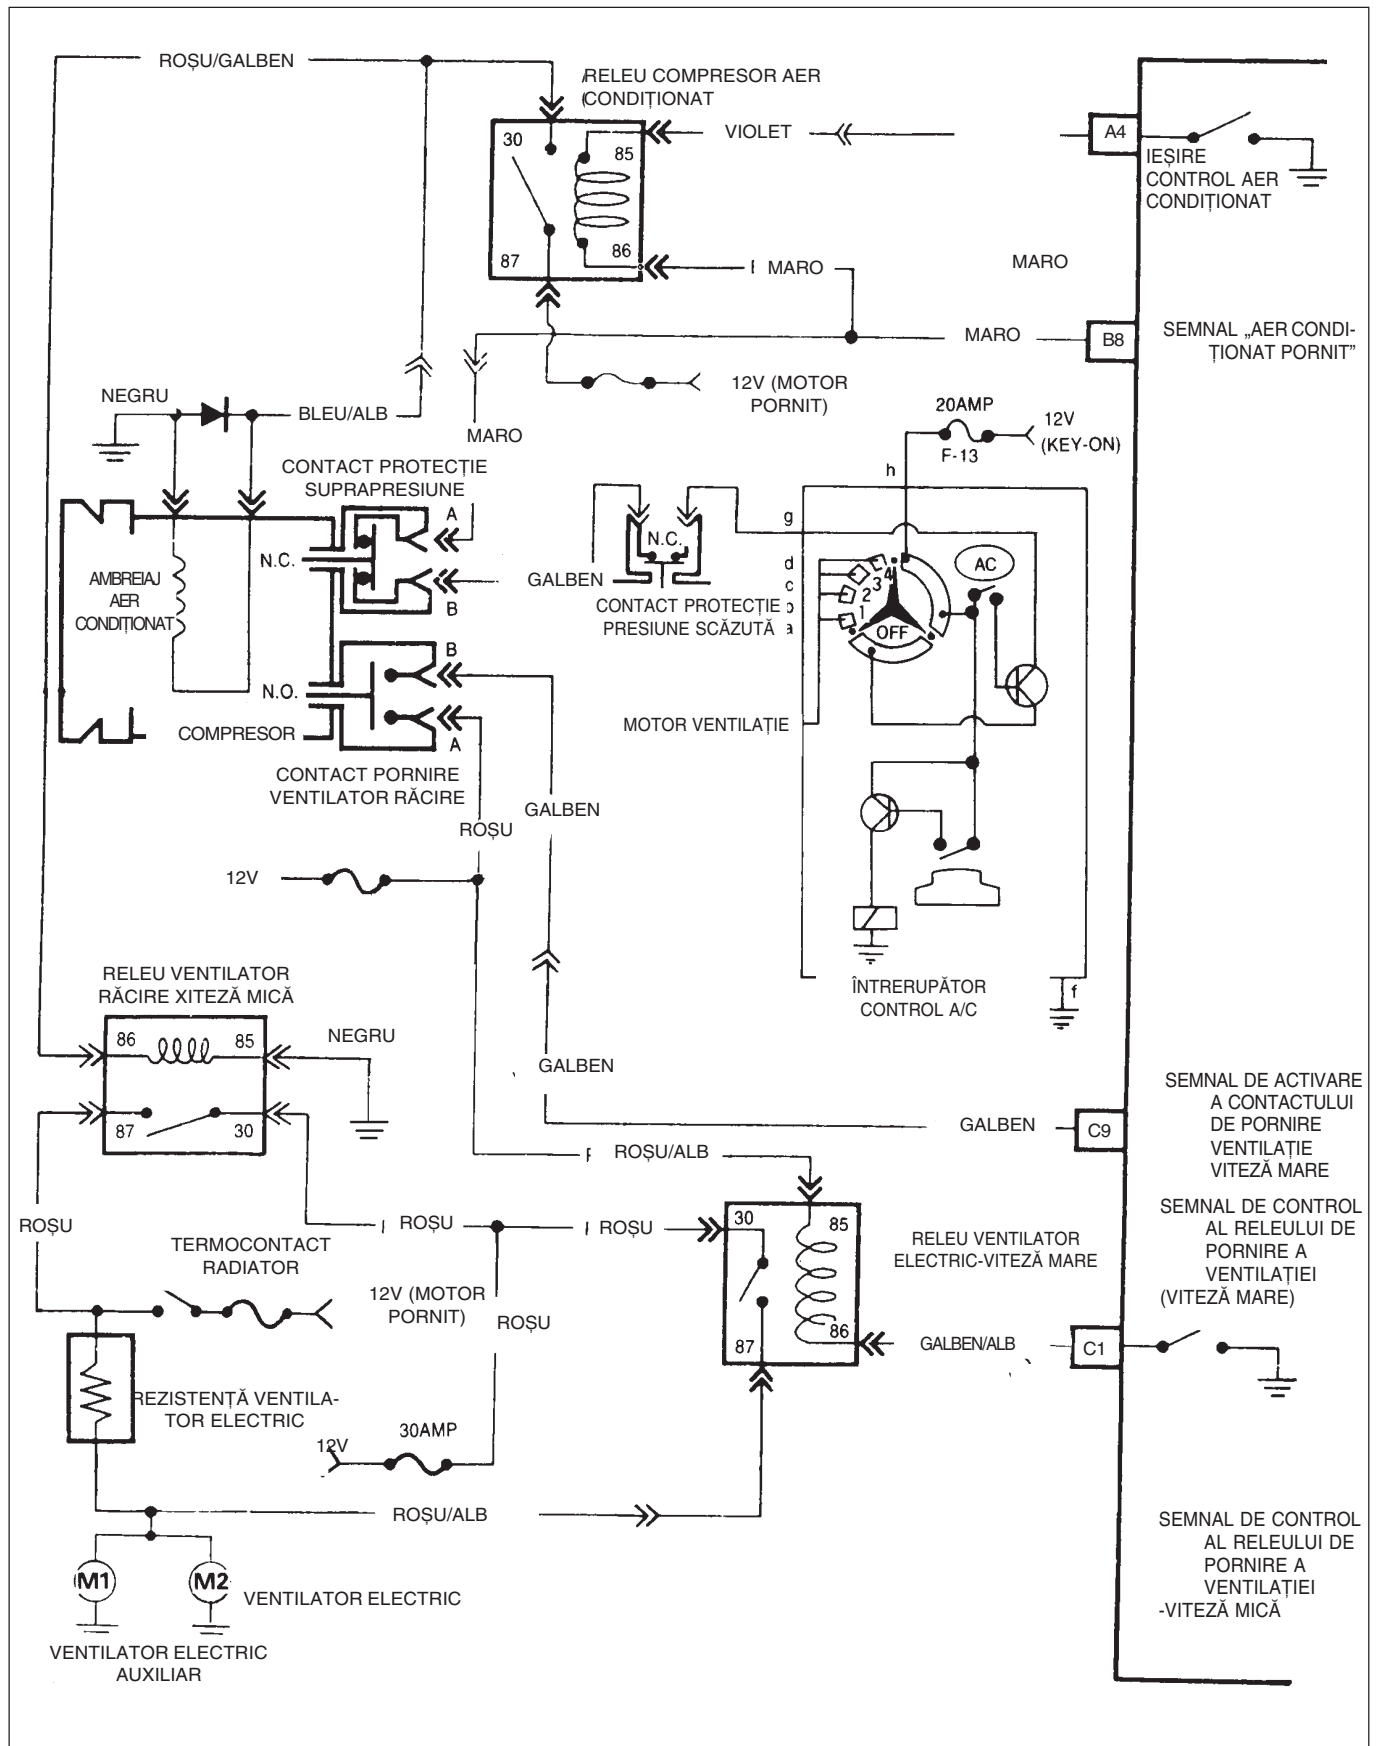 ROȘU/GALBEN
RELEU COMPRESOR AER
CONDIȚIONAT
30
85
VIOLET
A4
IEȘIRE
CONTROL AER
CONDIȚIONAT
87
86
MARO
MARO
MARO
B8
SEMNAL „AER CONDI-
ȚIONAT PORNIT”
12V (MOTOR
PORNIT)
NEGRU
BLEU/ALB
MARO
20AMP
12V
(KEY-ON)
F-13
h
CONTACT PROTECȚIE
SUPRAPRESIUNE
A
N.C.
B
GALBEN
N.C.
CONTACT PROTECȚIE
PRESIUNE SCĂZUTĂ
g
d
c
b
a
4
3
2
1
OFF
AC
AMBREIAJ
AER
CONDIȚIONAT
B
N.O.
A
COMPRESOR
MOTOR VENTILAȚIE
CONTACT PORNIRE
VENTILATOR RĂCIRE
ROȘU
GALBEN
12V
ÎNTRERUPĂTOR
CONTROL A/C
f
RELEU VENTILATOR
RĂCIRE XITEZĂ MICĂ
86
85
NEGRU
87
30
GALBEN
GALBEN
C9
SEMNAL DE ACTIVARE
A CONTACTULUI
DE PORNIRE
VENTILAȚIE
VITEZĂ MARE
ROȘU/ALB
ROȘU
ROȘU
ROȘU
30
85
87
86
RELEU VENTILATOR
ELECTRIC-VITEZĂ MARE
SEMNAL DE CONTROL
AL RELEULUI DE
PORNIRE A
VENTILAȚIEI
(VITEZĂ MARE)
TERMOCONTACT
RADIATOR
12V (MOTOR
PORNIT)
ROȘU
GALBEN/ALB
C1
REZISTENȚĂ VENTILA-
TOR ELECTRIC
12V
30AMP
ROȘU/ALB
SEMNAL DE CONTROL
AL RELEULUI DE
PORNIRE A
VENTILAȚIEI
-VITEZĂ MICĂ
M1
M2
VENTILATOR ELECTRIC
VENTILATOR ELECTRIC
AUXILIAR